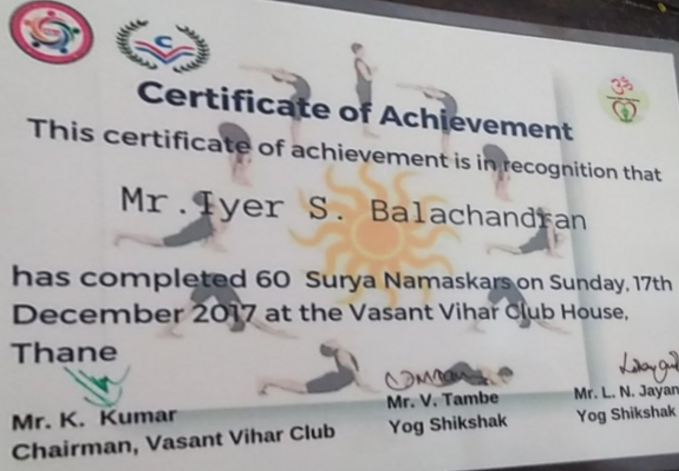 C
ॐ
Certificate of Achievement
This certificate of achievement is in recognition that
Mr. Iyer S. Balachandran
has completed 60 Surya Namaskars on Sunday, 17th
December 2017 at the Vasant Vihar Club House,
Thane
Mr. K. Kumar
Chairman, Vasant Vihar Club
Mr. V. Tambe
Yog Shikshak
Mr. L. N. Jayan
Yog Shikshak